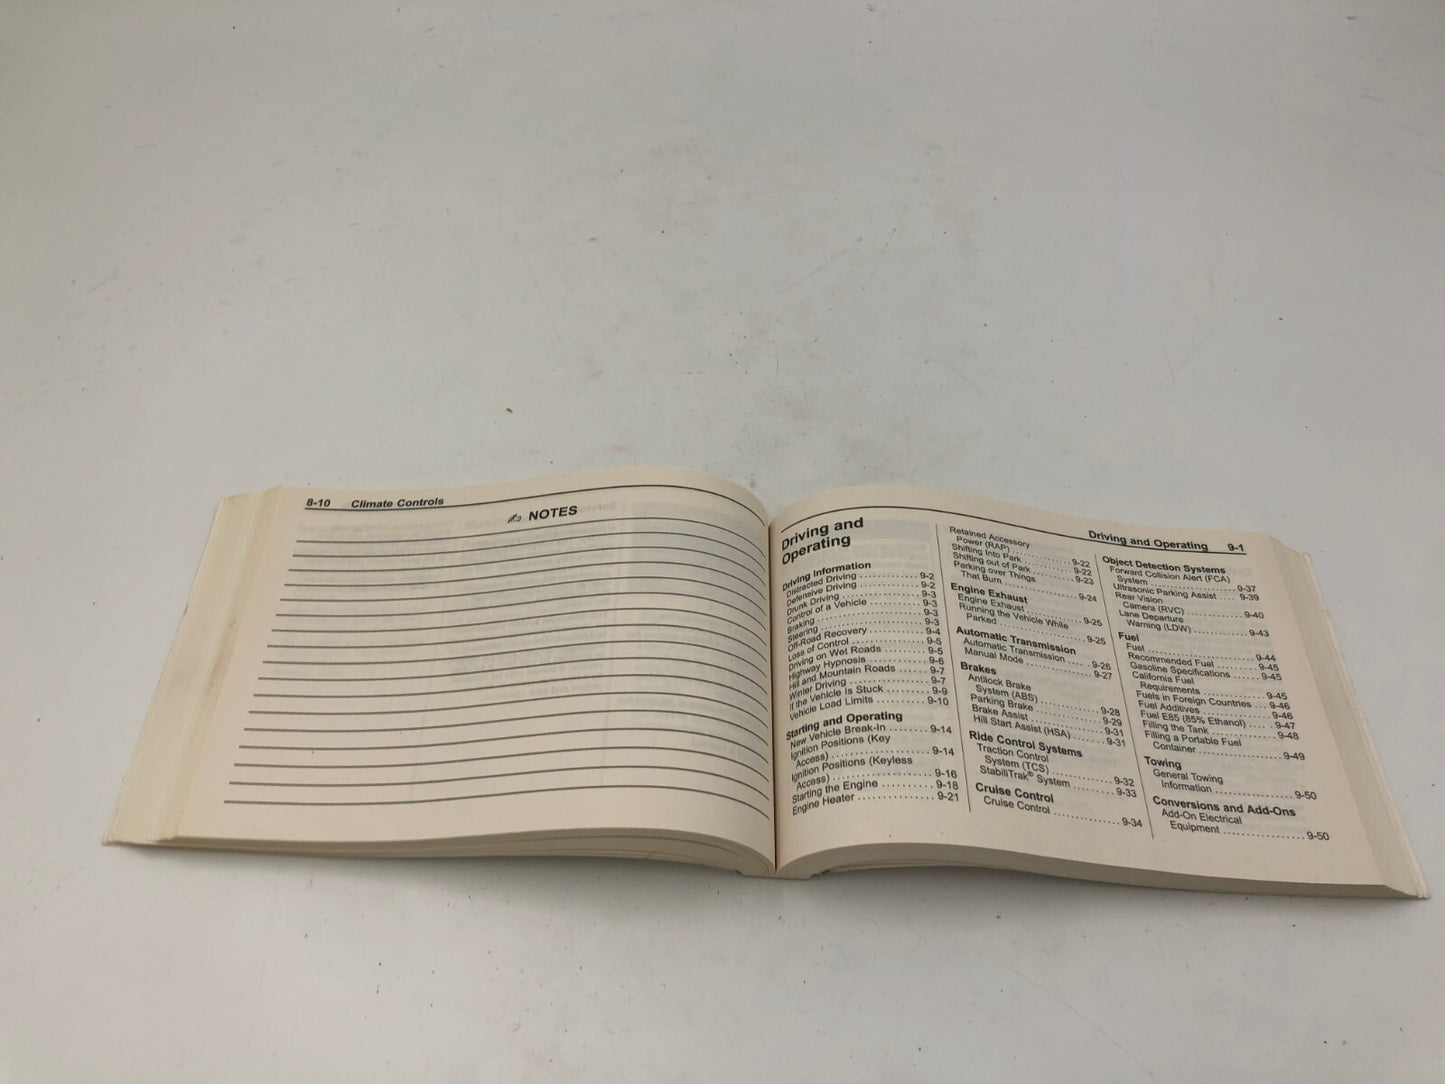 8-10 Climate Controls
NOTES
Driving and Operating 9-1
Driving and
Operating
Driving Information
Distracted Driving . . . . . . . . . . . 9-2
Defensive Driving . . . . . . . . . . . 9-2
Drunk Driving . . . . . . . . . . . . . . . 9-3
Control of a Vehicle . . . . . . . . . 9-3
Braking . . . . . . . . . . . . . . . . . . . . . 9-3
Steering . . . . . . . . . . . . . . . . . . . . 9-3
Off-Road Recovery . . . . . . . . . . 9-4
Loss of Control . . . . . . . . . . . . . . 9-5
Driving on Wet Roads . . . . . . . 9-5
Highway Hypnosis . . . . . . . . . . . 9-6
Hill and Mountain Roads . . . . . 9-7
Winter Driving . . . . . . . . . . . . . . . 9-7
If the Vehicle Is Stuck . . . . . . . . 9-9
Vehicle Load Limits . . . . . . . . . 9-10
Starting and Operating
New Vehicle Break-In . . . . . . . 9-14
Ignition Positions (Key
Access) . . . . . . . . . . . . . . . . . . 9-14
Ignition Positions (Keyless
Access) . . . . . . . . . . . . . . . . . . 9-16
Starting the Engine . . . . . . . . . 9-18
Engine Heater . . . . . . . . . . . . . . 9-21
Retained Accessory
Power (RAP) . . . . . . . . . . . . . 9-22
Shifting Into Park . . . . . . . . . . . 9-22
Shifting out of Park . . . . . . . . . 9-23
Parking over Things
That Burn . . . . . . . . . . . . . . . . 9-24
Engine Exhaust
Engine Exhaust . . . . . . . . . . . . 9-25
Running the Vehicle While
Parked . . . . . . . . . . . . . . . . . . . 9-25
Automatic Transmission
Automatic Transmission . . . . . 9-26
Manual Mode . . . . . . . . . . . . . . 9-27
Brakes
Antilock Brake
System (ABS) . . . . . . . . . . . . 9-28
Parking Brake . . . . . . . . . . . . . . 9-29
Brake Assist . . . . . . . . . . . . . . . 9-31
Hill Start Assist (HSA) . . . . . . . 9-31
Ride Control Systems
Traction Control
System (TCS) . . . . . . . . . . . . 9-32
StabiliTrak® System . . . . . . . . 9-33
Cruise Control
Cruise Control . . . . . . . . . . . . . . 9-34
Object Detection Systems
Forward Collision Alert (FCA)
System . . . . . . . . . . . . . . . . . . 9-37
Ultrasonic Parking Assist . . . . 9-39
Rear Vision
Camera (RVC) . . . . . . . . . . . . 9-40
Lane Departure
Warning (LDW) . . . . . . . . . . . 9-43
Fuel
Fuel . . . . . . . . . . . . . . . . . . . . . . . 9-44
Recommended Fuel . . . . . . . . 9-45
Gasoline Specifications . . . . . . 9-45
California Fuel
Requirements . . . . . . . . . . . . . 9-45
Fuels in Foreign Countries . . . 9-46
Fuel Additives . . . . . . . . . . . . . . 9-46
Fuel E85 (85% Ethanol) . . . . . 9-47
Filling the Tank . . . . . . . . . . . . . 9-48
Filling a Portable Fuel
Container . . . . . . . . . . . . . . . . 9-49
Towing
General Towing
Information . . . . . . . . . . . . . . . 9-50
Conversions and Add-Ons
Add-On Electrical
Equipment . . . . . . . . . . . . . . . 9-50